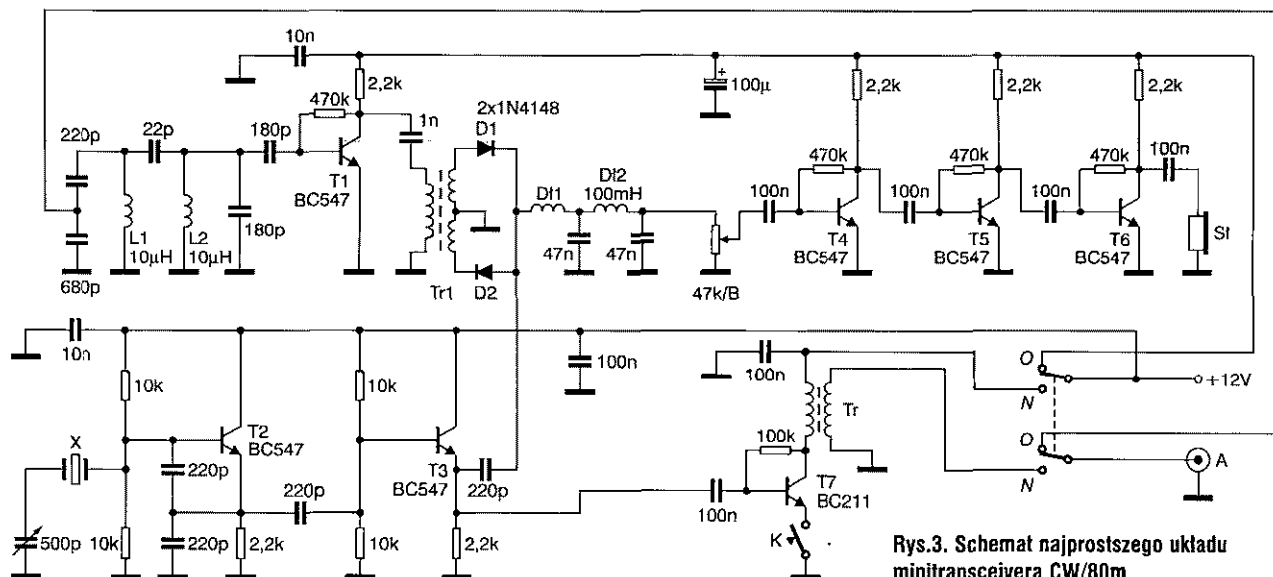 10n
2,2k
470k
1n
2x1N4148
D1
100µ
2,2k
2,2k
2,2k
220p
22p
180p
T1
BC547
Dł1
Dł2
100mH
470k
470k
470k
100n
100n
100n
100n
L1
10µH
L2
10µH
180p
680p
Tr1
D2
47n
47n
47k/B
T4
BC547
T5
BC547
T6
BC547
Sł
10n
10k
10k
100n
100n
Tr
O
N
+12V
X
T2
BC547
T3
BC547
220p
220p
220p
100k
T7
BC211
100n
O
N
A
500p
10k
220p
2,2k
10k
2,2k
K
Rys.3. Schemat najprostszego układu
minitransceivera CW/80m